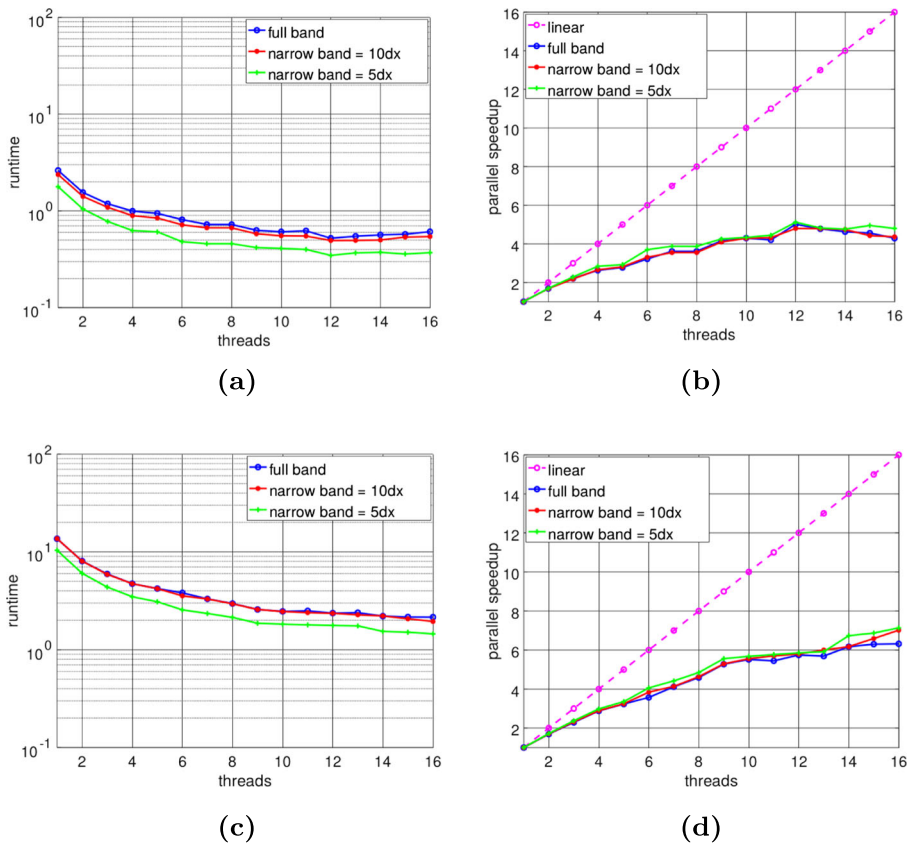 10^2
10^1
10^0
10^-1
runtime
full band
narrow band = 10dx
narrow band = 5dx
2 4 6 8 10 12 14 16
threads
(a)
16
14
12
10
8
6
4
2
parallel speedup
linear
full band
narrow band = 10dx
narrow band = 5dx
2 4 6 8 10 12 14 16
threads
(b)
10^2
10^1
10^0
10^-1
runtime
full band
narrow band = 10dx
narrow band = 5dx
2 4 6 8 10 12 14 16
threads
(c)
16
14
12
10
8
6
4
2
parallel speedup
linear
full band
narrow band = 10dx
narrow band = 5dx
2 4 6 8 10 12 14 16
threads
(d)